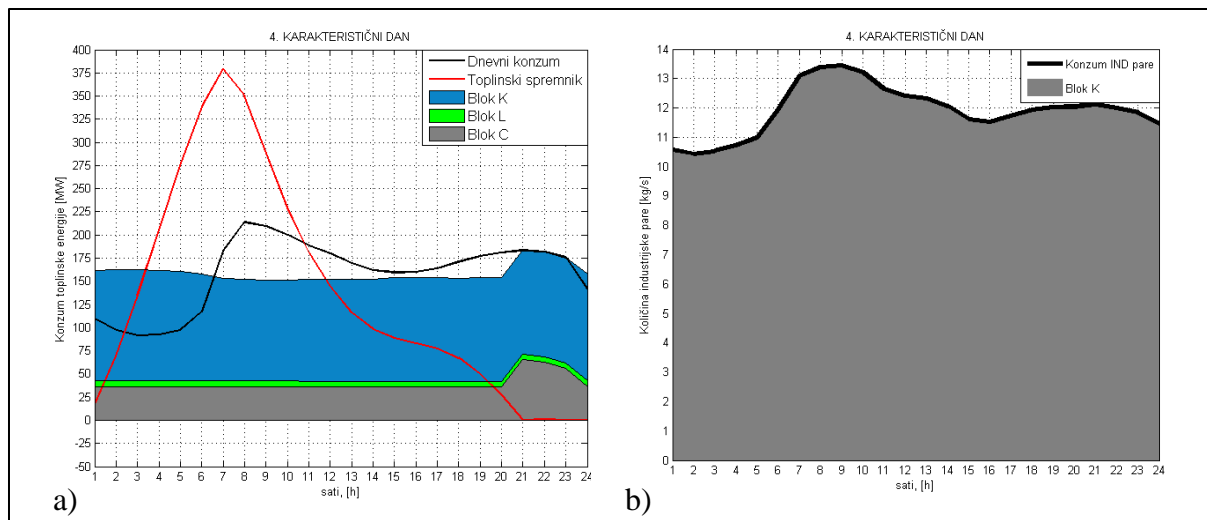 4. KARAKTERISTIČNI DAN
400
375
350
325
300
275
250
225
200
175
150
125
100
75
50
25
0
-25
-50
Konzum toplinske energije [MW]
Dnevni konzum
Toplinski spremnik
Blok K
Blok L
Blok C
1 2 3 4 5 6 7 8 9 10 11 12 13 14 15 16 17 18 19 20 21 22 23 24
sati, [h]
a)
4. KARAKTERISTIČNI DAN
14
13
12
11
10
9
8
7
6
5
4
3
2
1
0
Količina industrijske pare [kg/s]
Konzum IND pare
Blok K
1 2 3 4 5 6 7 8 9 10 11 12 13 14 15 16 17 18 19 20 21 22 23 24
sati, [h]
b)